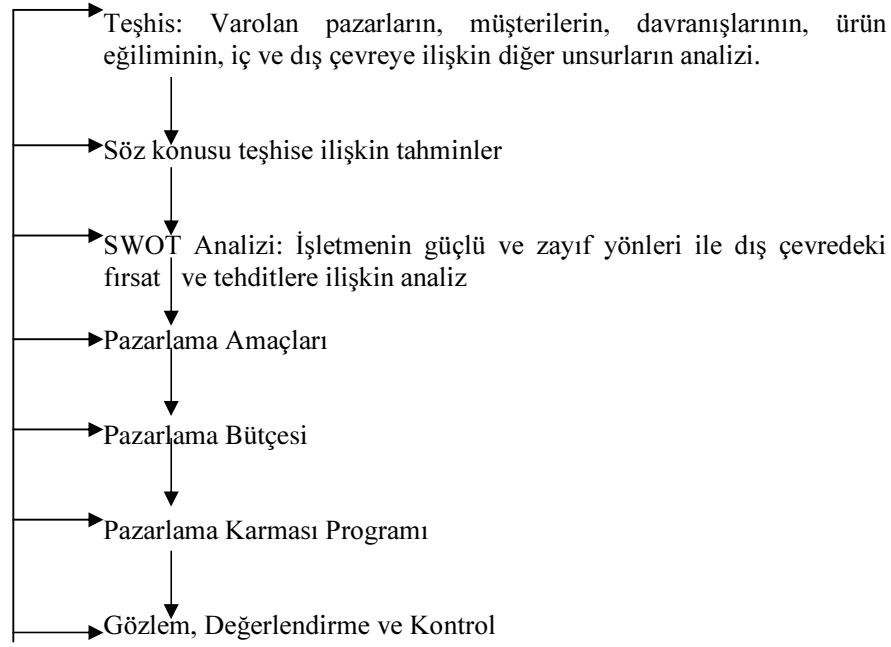 Teşhis: Varolan pazarların, müşterilerin, davranışlarının, ürün
eğiliminin, iç ve dış çevreye ilişkin diğer unsurların analizi.
Söz konusu teşhise ilişkin tahminler
SWOT Analizi: İşletmenin güçlü ve zayıf yönleri ile dış çevredeki
fırsat ve tehditlere ilişkin analiz
Pazarlama Amaçları
Pazarlama Bütçesi
Pazarlama Karması Programı
Gözlem, Değerlendirme ve Kontrol